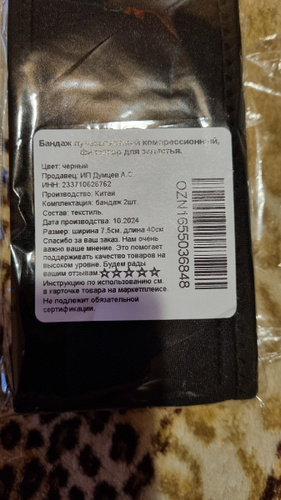 Бандаж лучезапястный компрессионный,
фиксатор для запястья.
Цвет: черный
Продавец: ИП Думцев А.С.
ИНН: 233710626762
Производство: Китай
Комплектация: бандаж 2шт.
Состав: текстиль.
Дата производства: 10.2024
Размер: ширина 7.5см, длина 40см
Спасибо за ваш заказ. Нам очень
важно ваше мнение. Это помогает
поддерживать качество товаров на
высоком уровне. Будем рады
вашим отзывам
Инструкцию по использованию см.
в карточке товара на маркетплейсе.
Не подлежит обязательной
сертификации.
OZN1655036848